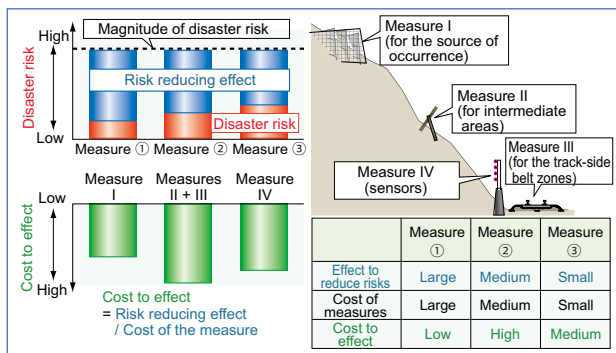 High
Magnitude of disaster risk
Disaster risk
Risk reducing effect
Disaster risk
Low
Measure ①
Measure ②
Measure ③
Low
Measure
I
Measures
II + III
Measure
IV
Cost to effect
High
Cost to effect
= Risk reducing effect
/ Cost of the measure
Measure I
(for the source of
occurrence)
Measure II
(for intermediate
areas)
Measure III
(for the track-side
belt zones)
Measure IV
(sensors)
Measure
①
Measure
②
Measure
③
Effect to
reduce risks
Large
Medium
Small
Cost of
measures
Large
Medium
Small
Cost to
effect
Low
High
Medium